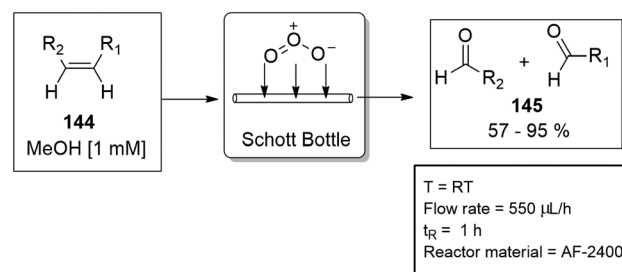 R2 R1
H H
144
MeOH [1 mM]
+
O O O−
Schott Bottle
O O
H R2 + H R1
145
57 - 95 %
T = RT
Flow rate = 550 µL/h
tR = 1 h
Reactor material = AF-2400